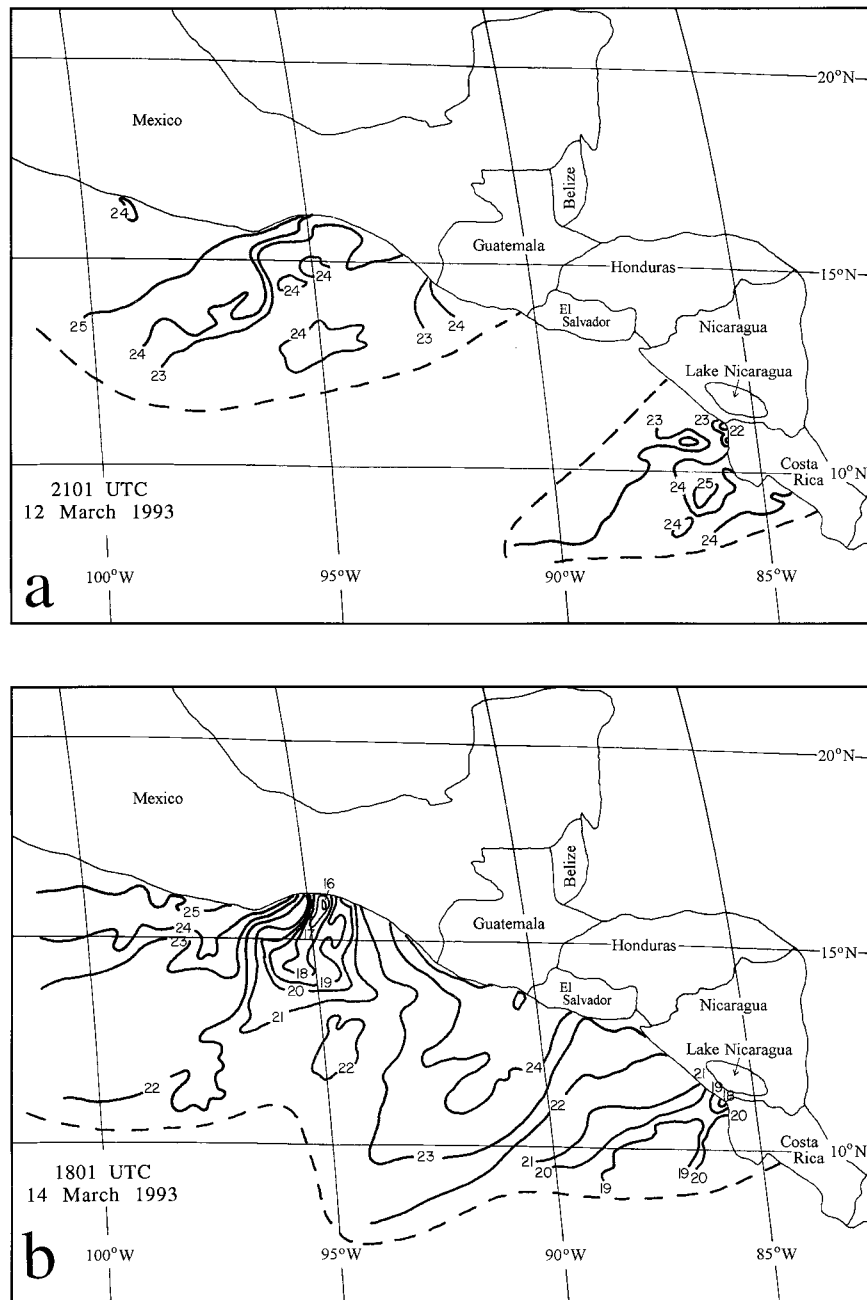 20°N
Mexico
Belize
24
Guatemala
Honduras
15°N
24
24
El
Salvador
Nicaragua
25
24
24
23
24
23
Lake Nicaragua
23
23
22
24
25
Costa
Rica
10°N
2101 UTC
12 March 1993
24
24
a
100°W
95°W
90°W
85°W
20°N
Mexico
Belize
16
25
24
23
Guatemala
Honduras
15°N
18
19
20
El
Salvador
21
Nicaragua
22
24
Lake Nicaragua
22
21
19
22
20
23
21
20
Costa
Rica
10°N
1801 UTC
14 March 1993
19
19
20
b
100°W
95°W
90°W
85°W